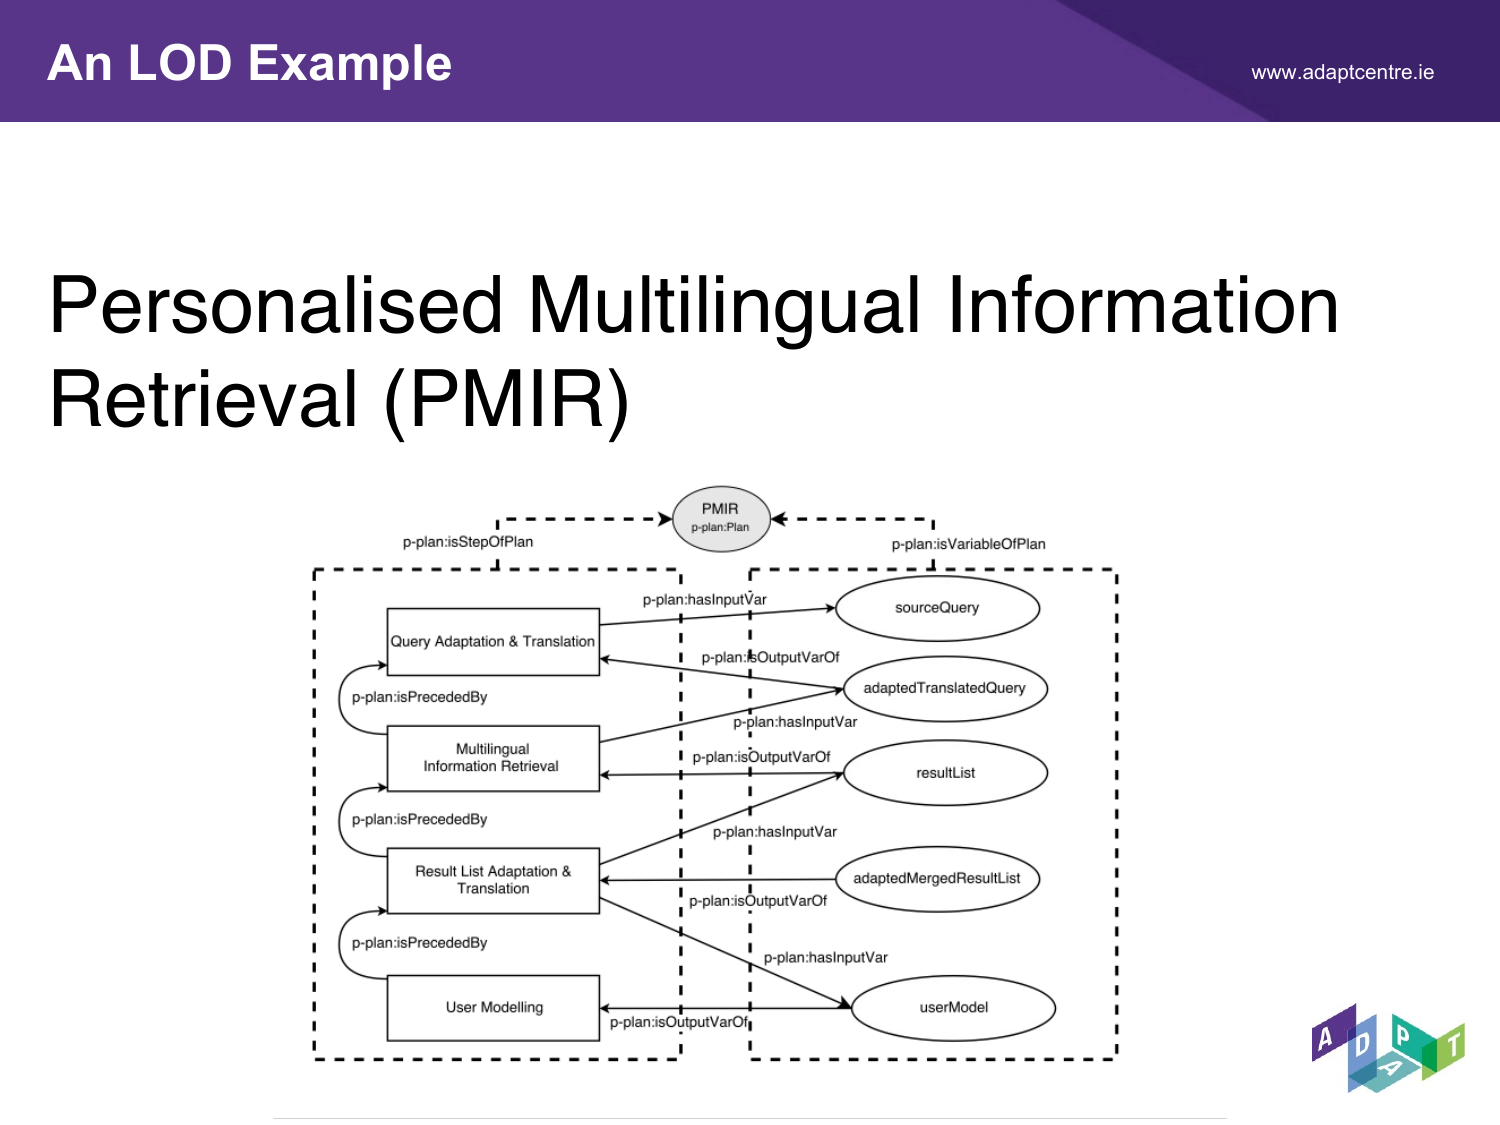 An LOD Example
www.adaptcentre.ie
Personalised Multilingual Information
Retrieval (PMIR)
PMIR
p-plan:Plan
p-plan:isStepOfPlan
p-plan:isVariableOfPlan
p-plan:hasInputVar
sourceQuery
Query Adaptation & Translation
p-plan:isOutputVarOf
adaptedTranslatedQuery
p-plan:isPrecededBy
p-plan:hasInputVar
Multilingual
Information Retrieval
p-plan:isOutputVarOf
resultList
p-plan:isPrecededBy
p-plan:hasInputVar
Result List Adaptation &
Translation
adaptedMergedResultList
p-plan:isOutputVarOf
p-plan:isPrecededBy
p-plan:hasInputVar
User Modelling
userModel
p-plan:isOutputVarOf
ADAPT